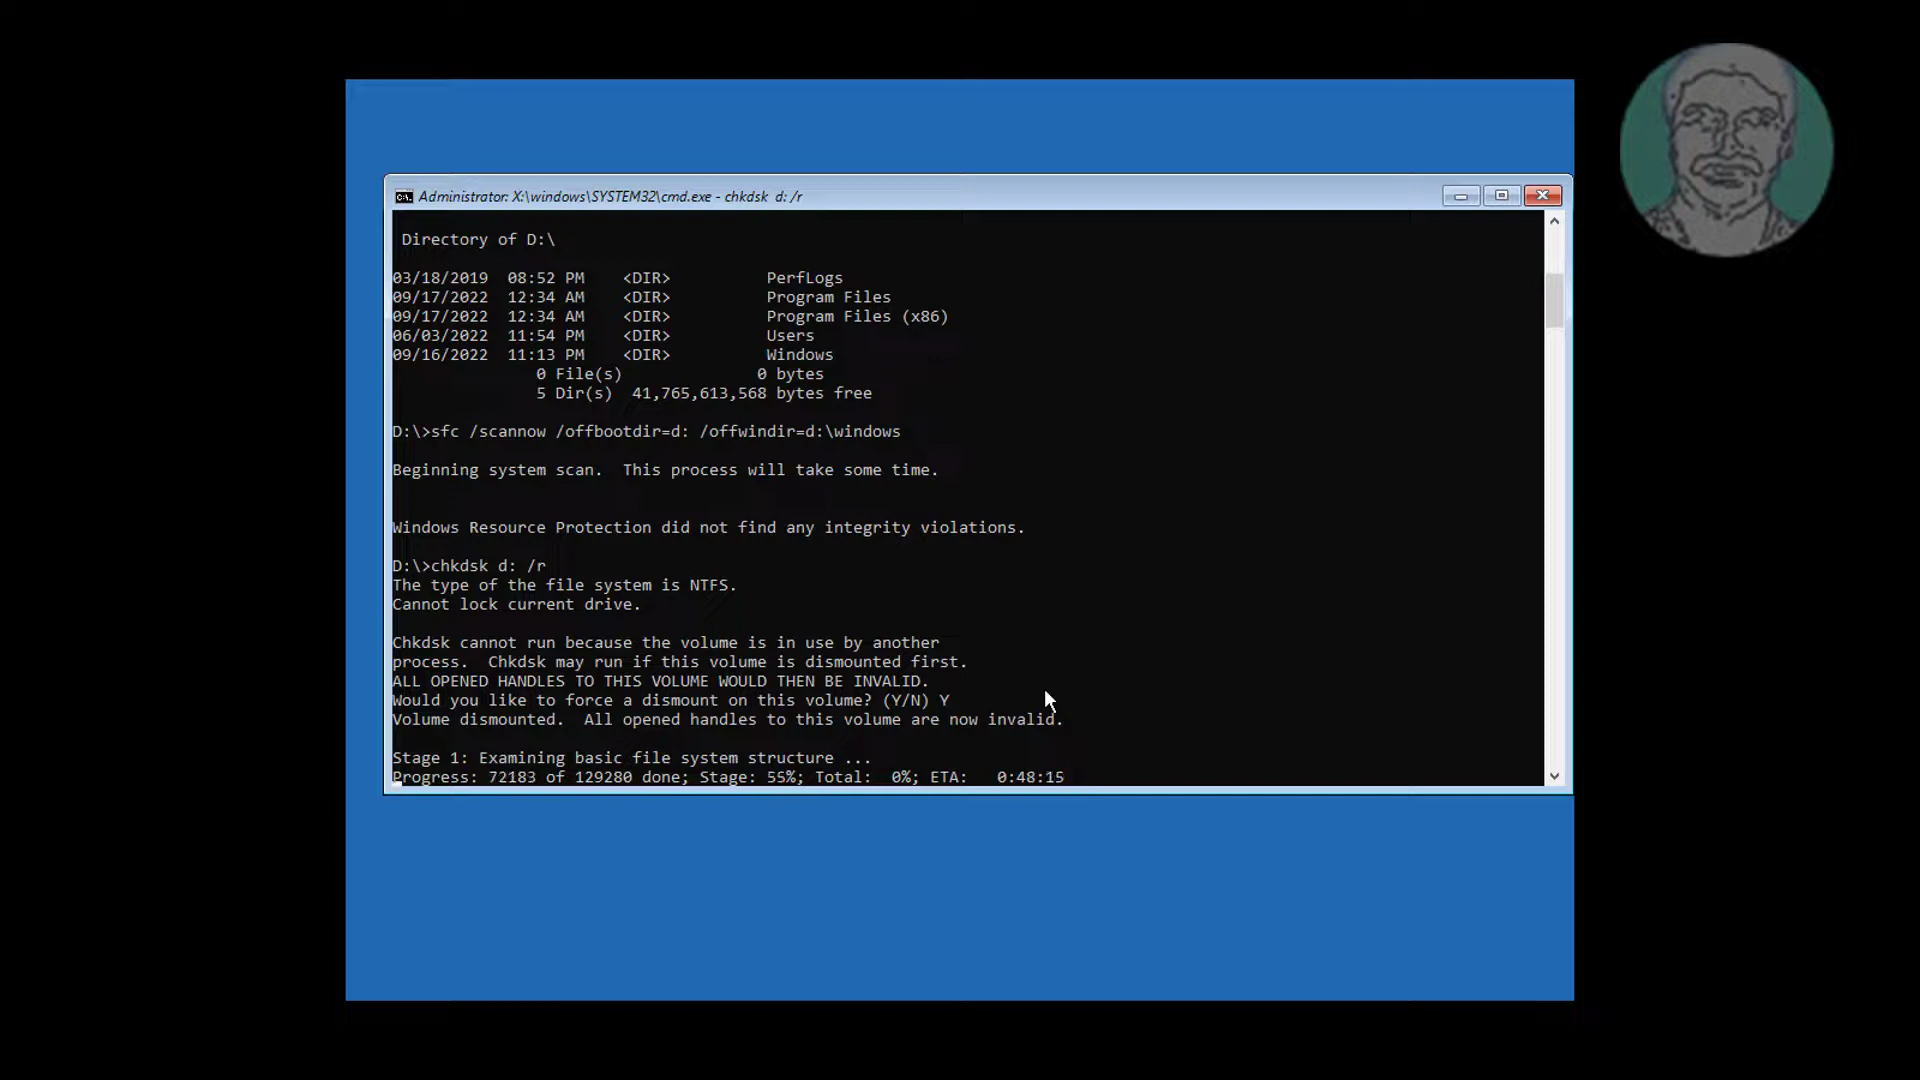 Administrator: X:\windows\SYSTEM32\cmd.exe - chkdsk d: /r
Directory of D:\
03/18/2019 08:52 PM <DIR> PerfLogs
09/17/2022 12:34 AM <DIR> Program Files
09/17/2022 12:34 AM <DIR> Program Files (x86)
06/03/2022 11:54 PM <DIR> Users
09/16/2022 11:13 PM <DIR> Windows
0 File(s) 0 bytes
5 Dir(s) 41,765,613,568 bytes free
D:\>sfc /scannow /offbootdir=d: /offwindir=d:\windows
Beginning system scan. This process will take some time.
Windows Resource Protection did not find any integrity violations.
D:\>chkdsk d: /r
The type of the file system is NTFS.
Cannot lock current drive.
Chkdsk cannot run because the volume is in use by another
process. Chkdsk may run if this volume is dismounted first.
ALL OPENED HANDLES TO THIS VOLUME WOULD THEN BE INVALID.
Would you like to force a dismount on this volume? (Y/N) Y
Volume dismounted. All opened handles to this volume are now invalid.
Stage 1: Examining basic file system structure ...
Progress: 72183 of 129280 done; Stage: 55%; Total: 0%; ETA: 0:48:15